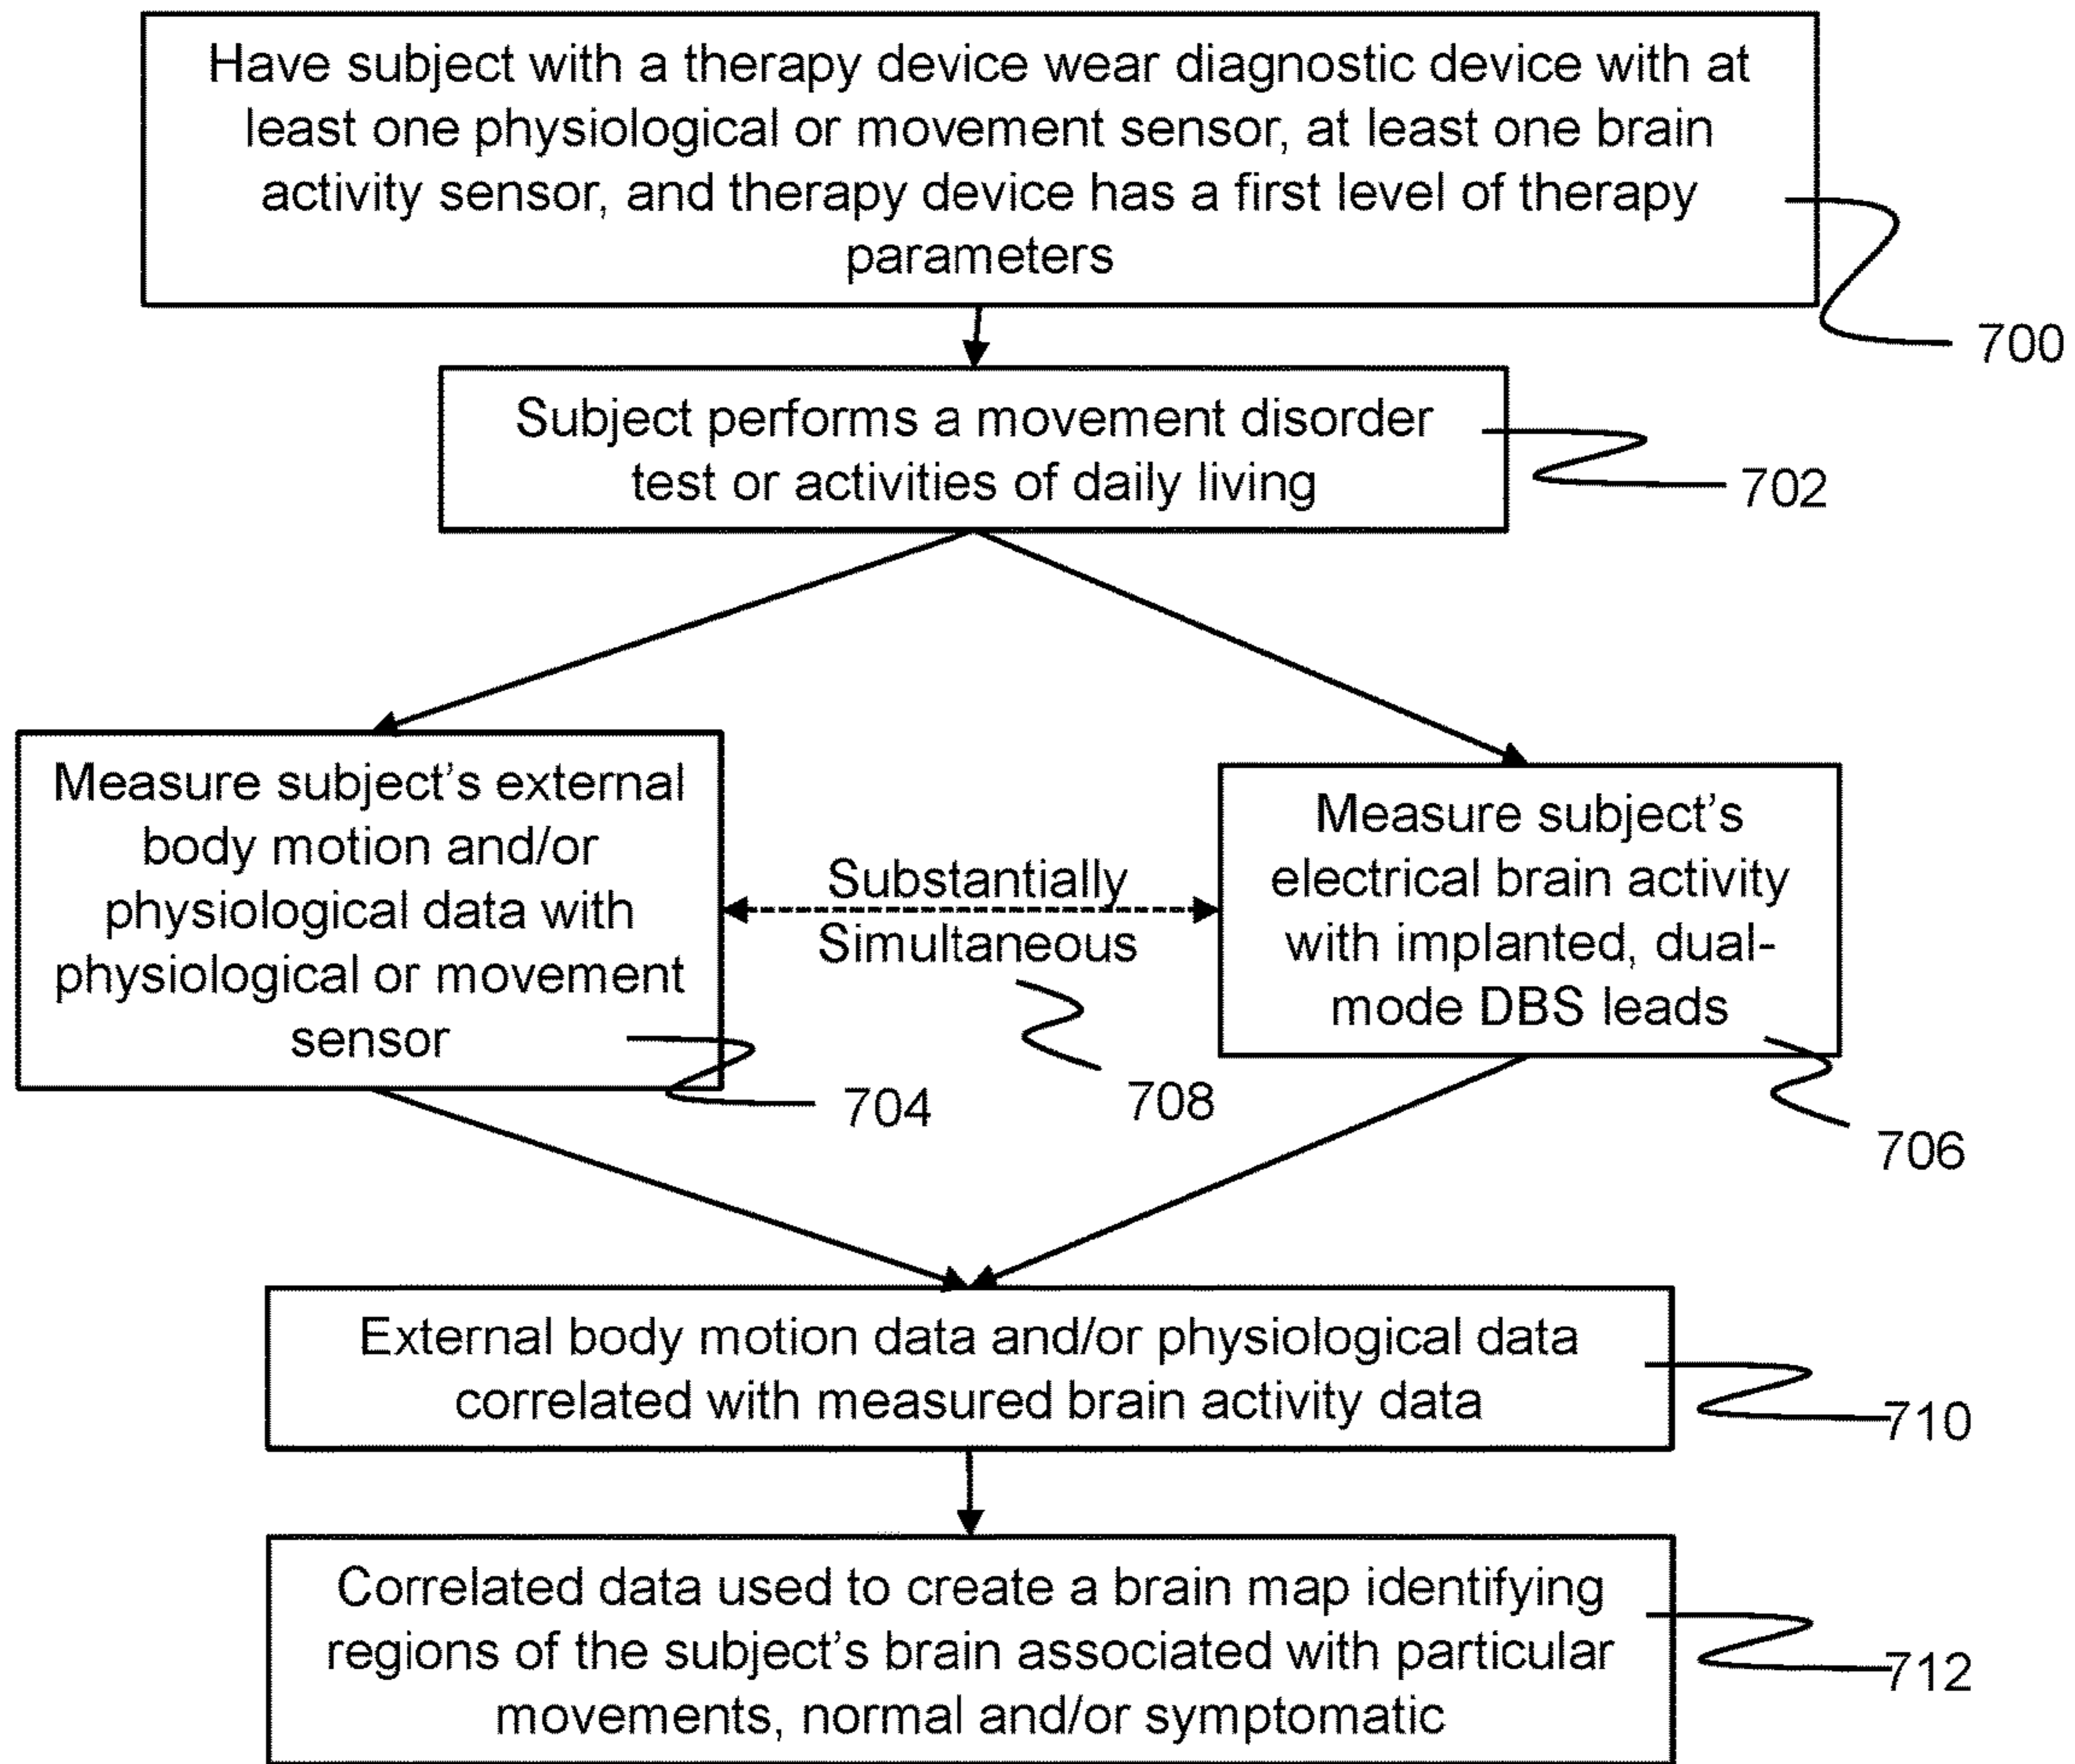 Have subject with a therapy device wear diagnostic device with at
least one physiological or movement sensor, at least one brain
activity sensor, and therapy device has a first level of therapy
parameters
700
Subject performs a movement disorder
test or activities of daily living
702
Measure subject's external
body motion and/or
physiological data with
physiological or movement
sensor
704
Substantially
Simultaneous
708
Measure subject's
electrical brain activity
with implanted, dual-
mode DBS leads
706
External body motion data and/or physiological data
correlated with measured brain activity data
710
Correlated data used to create a brain map identifying
regions of the subject's brain associated with particular
movements, normal and/or symptomatic
712